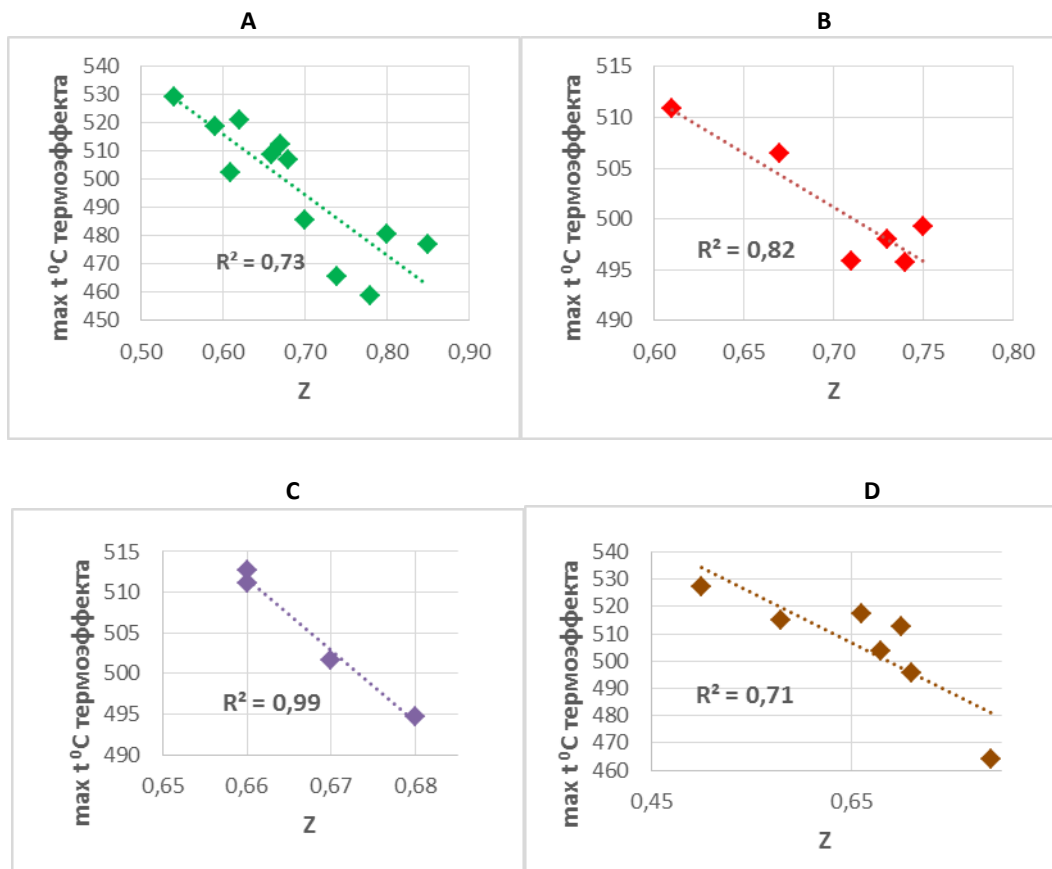 A
max t ⁰C термоэффекта
540
530
520
510
500
490
480
470
460
450
R² = 0,73
0,50 0,60 0,70 0,80 0,90
Z
B
max t ⁰C термоэффекта
515
510
505
500
495
490
R² = 0,82
0,60 0,65 0,70 0,75 0,80
Z
C
max t ⁰C термоэффекта
515
510
505
500
495
490
R² = 0,99
0,65 0,66 0,67 0,68
Z
D
max t ⁰C термоэффекта
540
530
520
510
500
490
480
470
460
R² = 0,71
0,45 0,65
Z